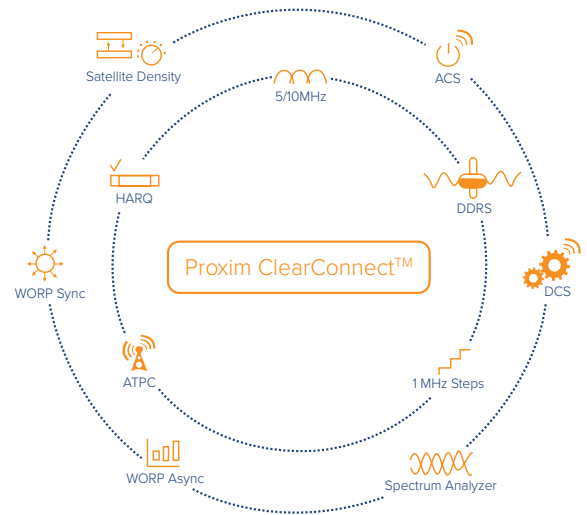 Satellite Density
ACS
5/10MHz
HARQ
DDRS
Proxim ClearConnect™
WORP Sync
DCS
ATPC
1 MHz Steps
WORP Async
Spectrum Analyzer